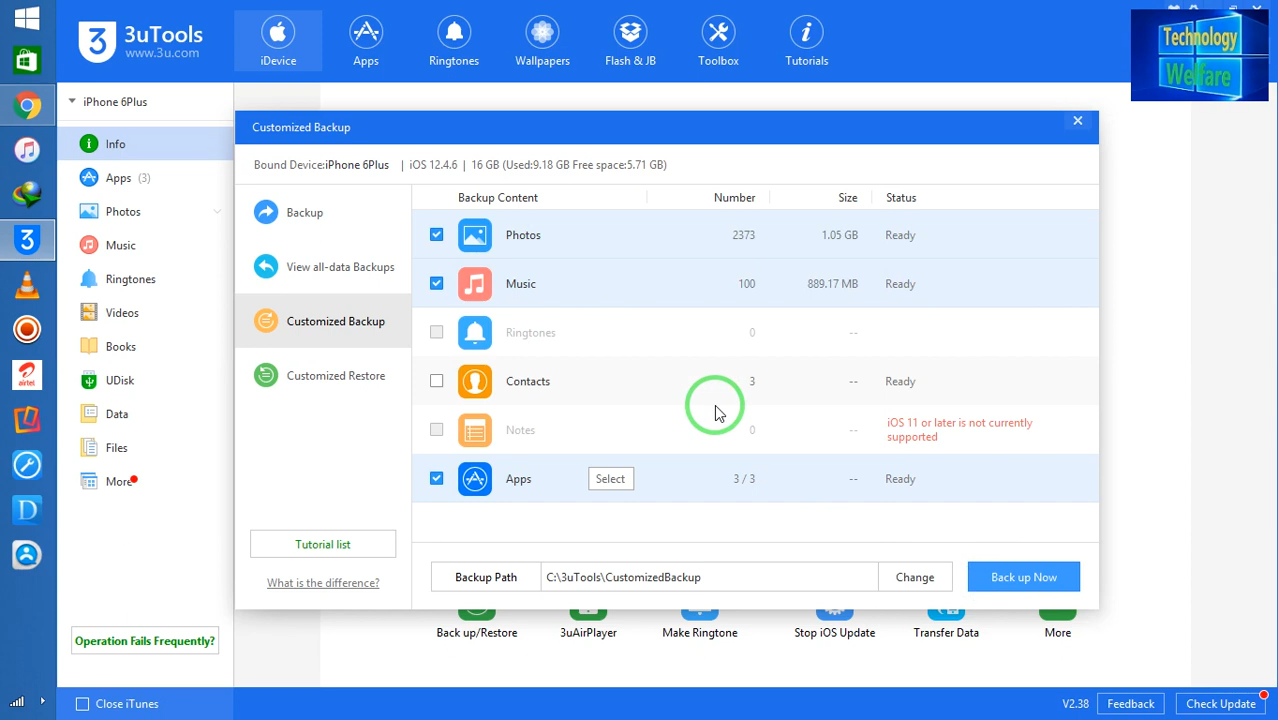 3
3uTools
www.3u.com
iDevice
Apps
Ringtones
Wallpapers
Flash & JB
Toolbox
Tutorials
Technology
Welfare
iPhone 6Plus
Info
Apps (3)
Photos
Music
Ringtones
Videos
Books
UDisk
Data
Files
More
Operation Fails Frequently?
Close iTunes
3
airtel
D
Customized Backup
Bound Device:iPhone 6Plus | iOS 12.4.6 | 16 GB (Used:9.18 GB Free space:5.71 GB)
Backup
View all-data Backups
Customized Backup
Customized Restore
Tutorial list
What is the difference?
Backup Content Number Size Status
Photos 2373 1.05 GB Ready
Music 100 889.17 MB Ready
Ringtones 0 --
Contacts 3 -- Ready
Notes 0 iOS 11 or later is not currently
supported
Apps Select 3 / 3 -- Ready
Backup Path C:\3uTools\CustomizedBackup Change Back up Now
Back up/Restore
3uAirPlayer
Make Ringtone
Stop iOS Update
Transfer Data
More
V2.38
Feedback
Check Update